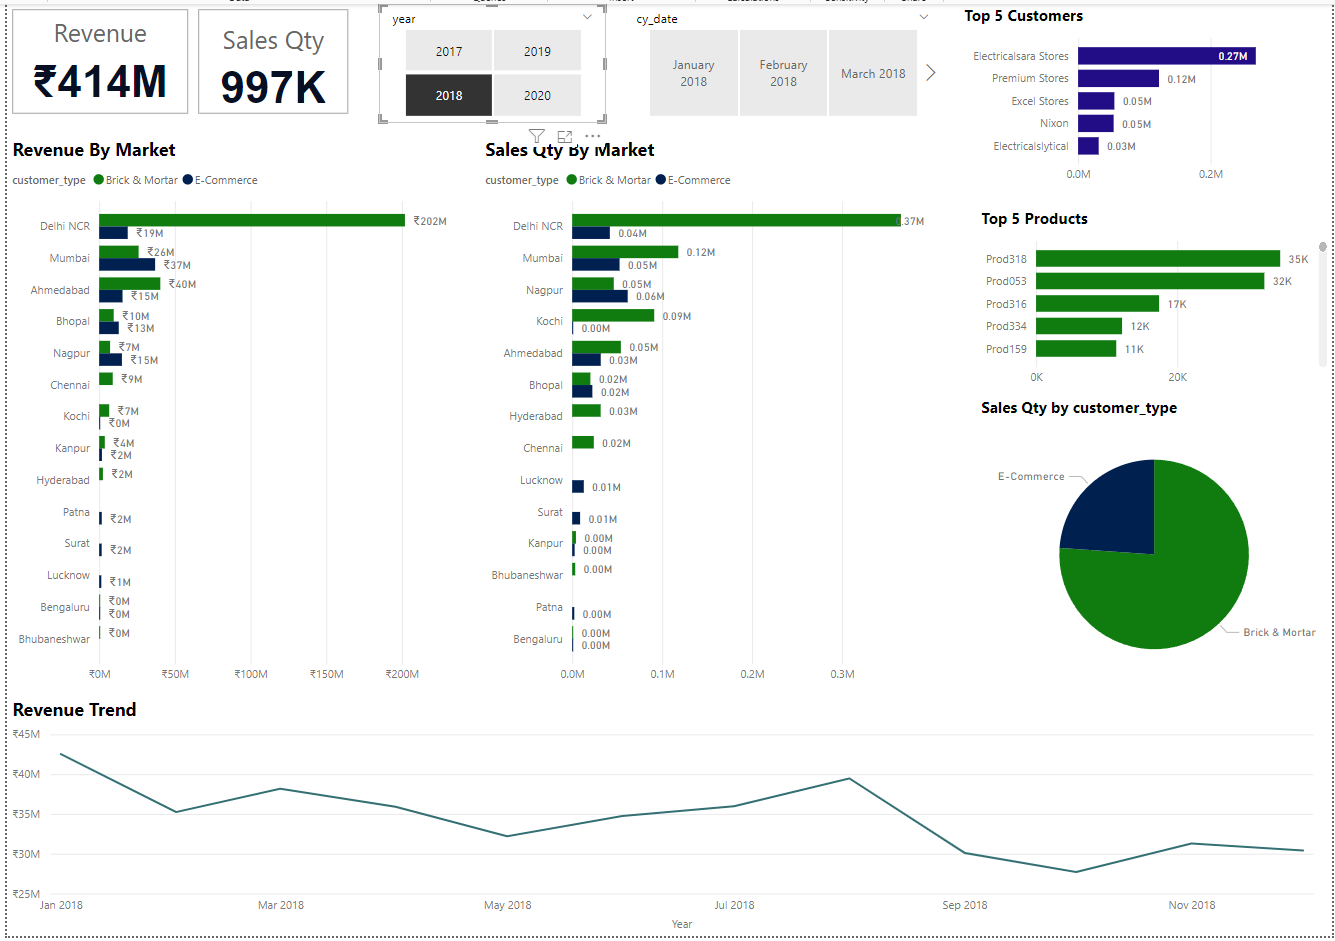 Revenue
₹414M
Sales Qty
997K
year
2017
2019
2018
2020
cy_date
January
2018
February
2018
March 2018
Top 5 Customers
Electricalsara Stores
0.27M
Premium Stores
0.12M
Excel Stores
0.05M
Nixon
0.05M
Electricalslytical
0.03M
0.0M
0.2M
Revenue By Market
customer_type Brick & Mortar E-Commerce
Delhi NCR
₹202M
₹19M
Mumbai
₹26M
₹37M
Ahmedabad
₹40M
₹15M
Bhopal
₹10M
₹13M
Nagpur
₹7M
₹15M
Chennai
₹9M
Kochi
₹7M
₹0M
Kanpur
₹4M
₹2M
Hyderabad
₹2M
Patna
₹2M
Surat
₹2M
Lucknow
₹1M
Bengaluru
₹0M
₹0M
Bhubaneshwar
₹0M
₹0M ₹50M ₹100M ₹150M ₹200M
Sales Qty By Market
customer_type Brick & Mortar E-Commerce
Delhi NCR
0.37M
0.04M
Mumbai
0.12M
0.05M
Nagpur
0.05M
0.06M
Kochi
0.09M
0.00M
Ahmedabad
0.05M
0.03M
Bhopal
0.02M
0.02M
Hyderabad
0.03M
Chennai
0.02M
Lucknow
0.01M
Surat
0.01M
Kanpur
0.00M
0.00M
Bhubaneshwar
0.00M
Patna
0.00M
Bengaluru
0.00M
0.00M
0.0M 0.1M 0.2M 0.3M
Top 5 Products
Prod318
35K
Prod053
32K
Prod316
17K
Prod334
12K
Prod159
11K
0K 20K
Sales Qty by customer_type
E-Commerce
Brick & Mortar
Revenue Trend
₹45M
₹40M
₹35M
₹30M
₹25M
Jan 2018 Mar 2018 May 2018 Jul 2018 Sep 2018 Nov 2018
Year